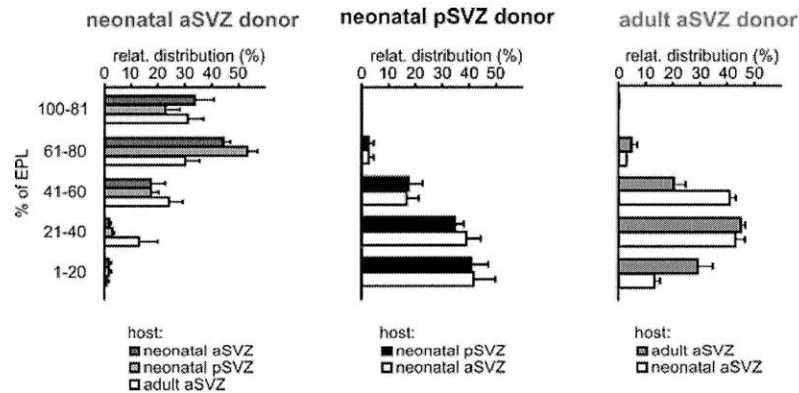 neonatal aSVZ donor
neonatal pSVZ donor
adult aSVZ donor
relat. distribution (%)
relat. distribution (%)
relat. distribution (%)
0 10 20 30 40 50
0 10 20 30 40 50
0 10 20 30 40 50
% of EPL
100-81
61-80
41-60
21-40
1-20
host:
neonatal aSVZ
neonatal pSVZ
adult aSVZ
host:
neonatal pSVZ
neonatal aSVZ
host:
adult aSVZ
neonatal aSVZ